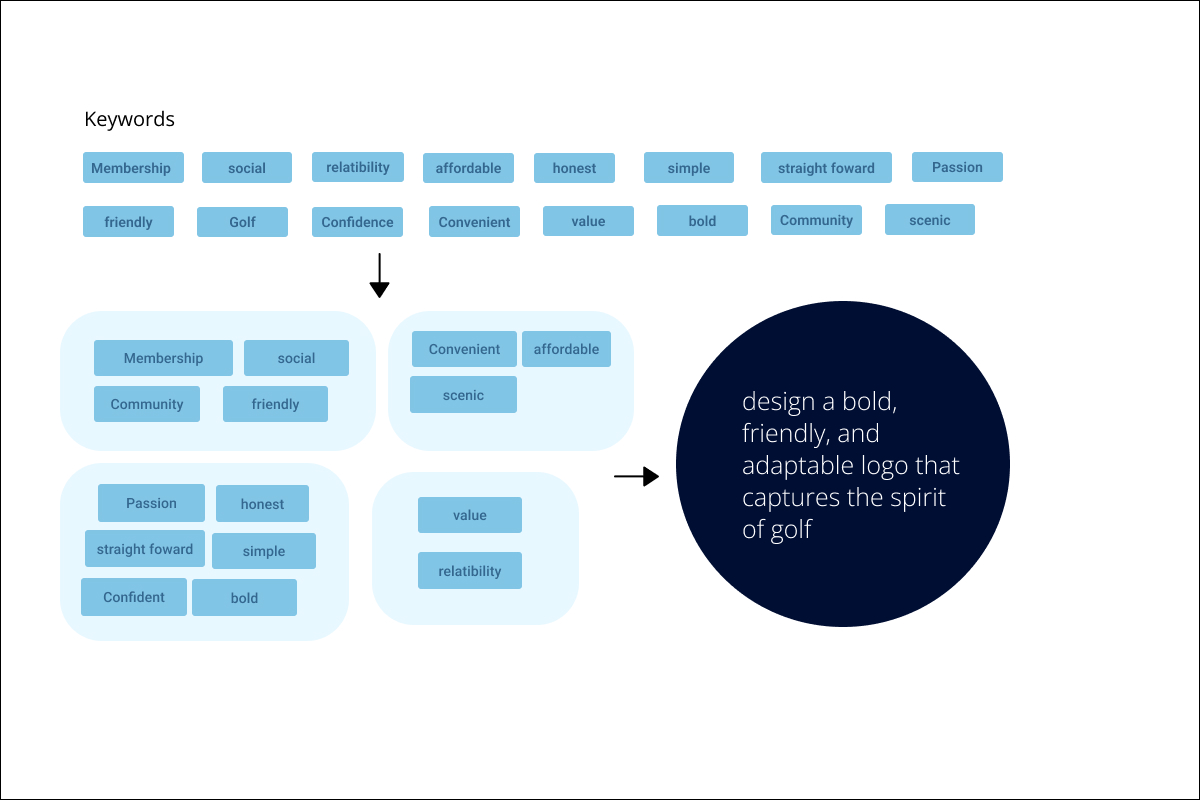 Keywords
Membership social relatibility affordable honest simple straight foward Passion
friendly Golf Confidence Convenient value bold Community scenic
Membership social
Community friendly
Convenient affordable
scenic
Passion honest
straight foward simple
Confident bold
value
relatibility
design a bold,
friendly, and
adaptable logo that
captures the spirit
of golf